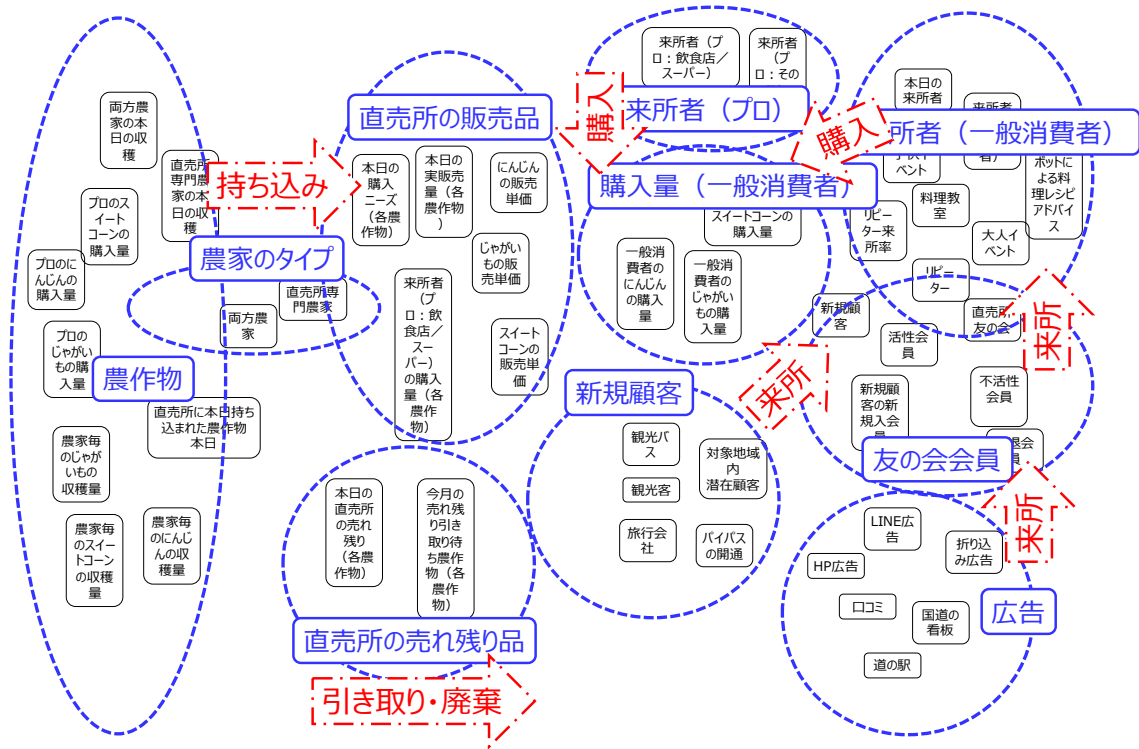 両方農
家の本
日の収
穫
直売所
専門農
家の本
日の収
穫
プロのス
イート
コーンの
購入量
プロのに
んじんの
購入量
プロの
じゃがい
もの購
入量
農作物
直売所に本日持ち
込まれた農作物
本日
農家毎
のじゃが
いもの
収穫量
農家毎
のスイー
トコーン
の収穫
量
農家毎
のにんじ
んの収
穫量
持ち込み
農家のタイプ
両方農
家
直売所専
門農家
直売所の販売品
本日の
購入
ニーズ
(各農
作物)
本日の
実販売
量(各
農作物
)
にんじん
の販売
単価
じゃがい
もの販
売単価
スイート
コーンの
販売単
価
来所者
(プ
ロ:飲
食店/
スー
パー)
の購入
量(各
農作
物)
本日の
直売所
の売れ
残り
(各農
作物)
今月の
売れ残
り引き
取り待
ち農作
物(各
農作
物)
直売所の売れ残り品
引き取り・廃棄
来所者(プ
ロ:飲食店/
スーパー)
来所者
(プ
ロ:その
来所者(プロ)
購入
購入
購入量(一般消費者)
スイートコーンの
購入量
一般消
費者の
にんじん
の購入
量
一般消
費者の
じゃがい
もの購
入量
本日の
来所者
所者(一般消費者)
ベント
ボットに
よる料
理レシピ
アドバイ
ス
料理教
室
リピー
ター来
所率
大人イ
ベント
リピー
ター
新規顧
客
直売所
友の会
活性会
員
不活性
会員
新規顧
客の新
規入会
友の会会員
来所
来所
来所
新規顧客
観光バ
ス
対象地域
内
潜在顧客
観光客
旅行会
社
バイパス
の開通
LINE広
告
折り込
み広告
HP広告
口コミ
国道の
看板
道の駅
広告